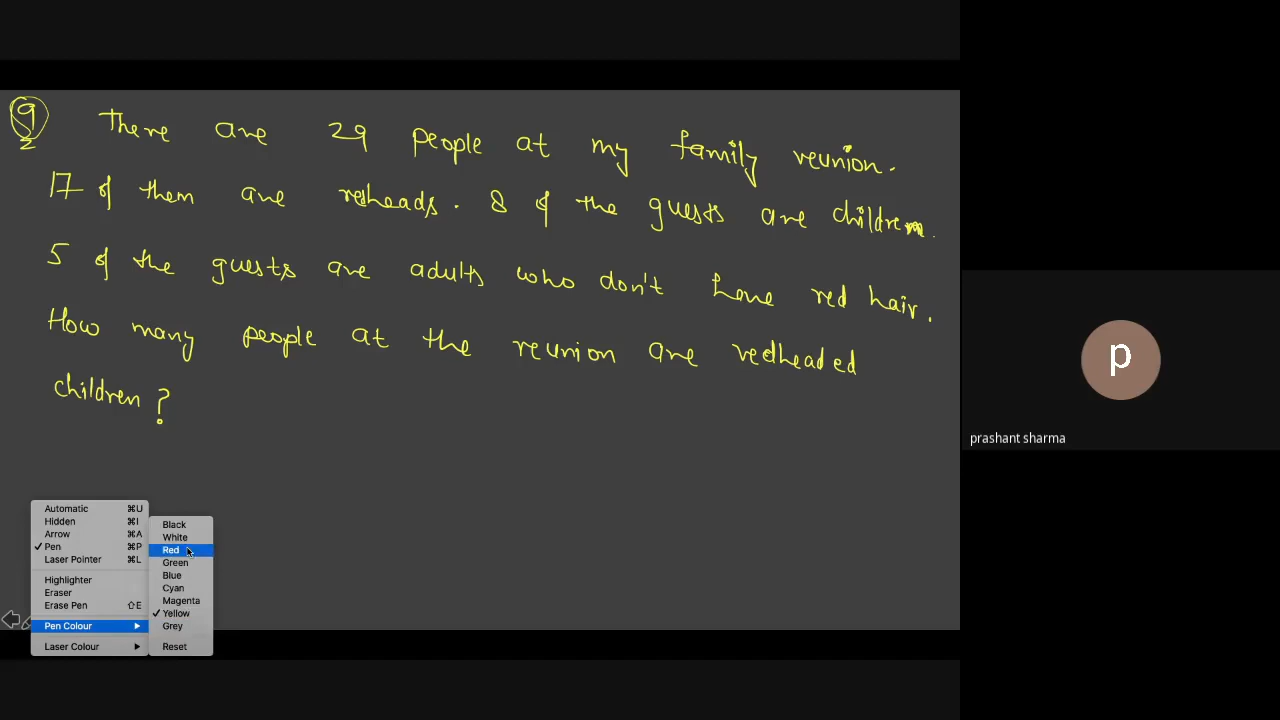 9
There are 29 people at my family reunion.
17 of them are redheads. 8 of the guests are children.
5 of the guests are adults who don't have red hair.
How many people at the reunion are redheaded
children?
Automatic ⌘U
Hidden ⌘I
Arrow ⌘A
✓ Pen ⌘P
Laser Pointer ⌘L
Highlighter
Eraser
Erase Pen ⇧E
Pen Colour
Laser Colour
Black
White
Red
Green
Blue
Cyan
Magenta
✓ Yellow
Grey
Reset
p
prashant sharma